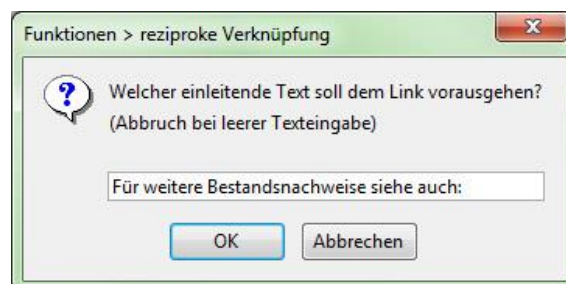 Funktionen > reziproke Verknüpfung
Welcher einleitende Text soll dem Link vorausgehen?
(Abbruch bei leerer Texteingabe)
Für weitere Bestandsnachweise siehe auch:
OK Abbrechen